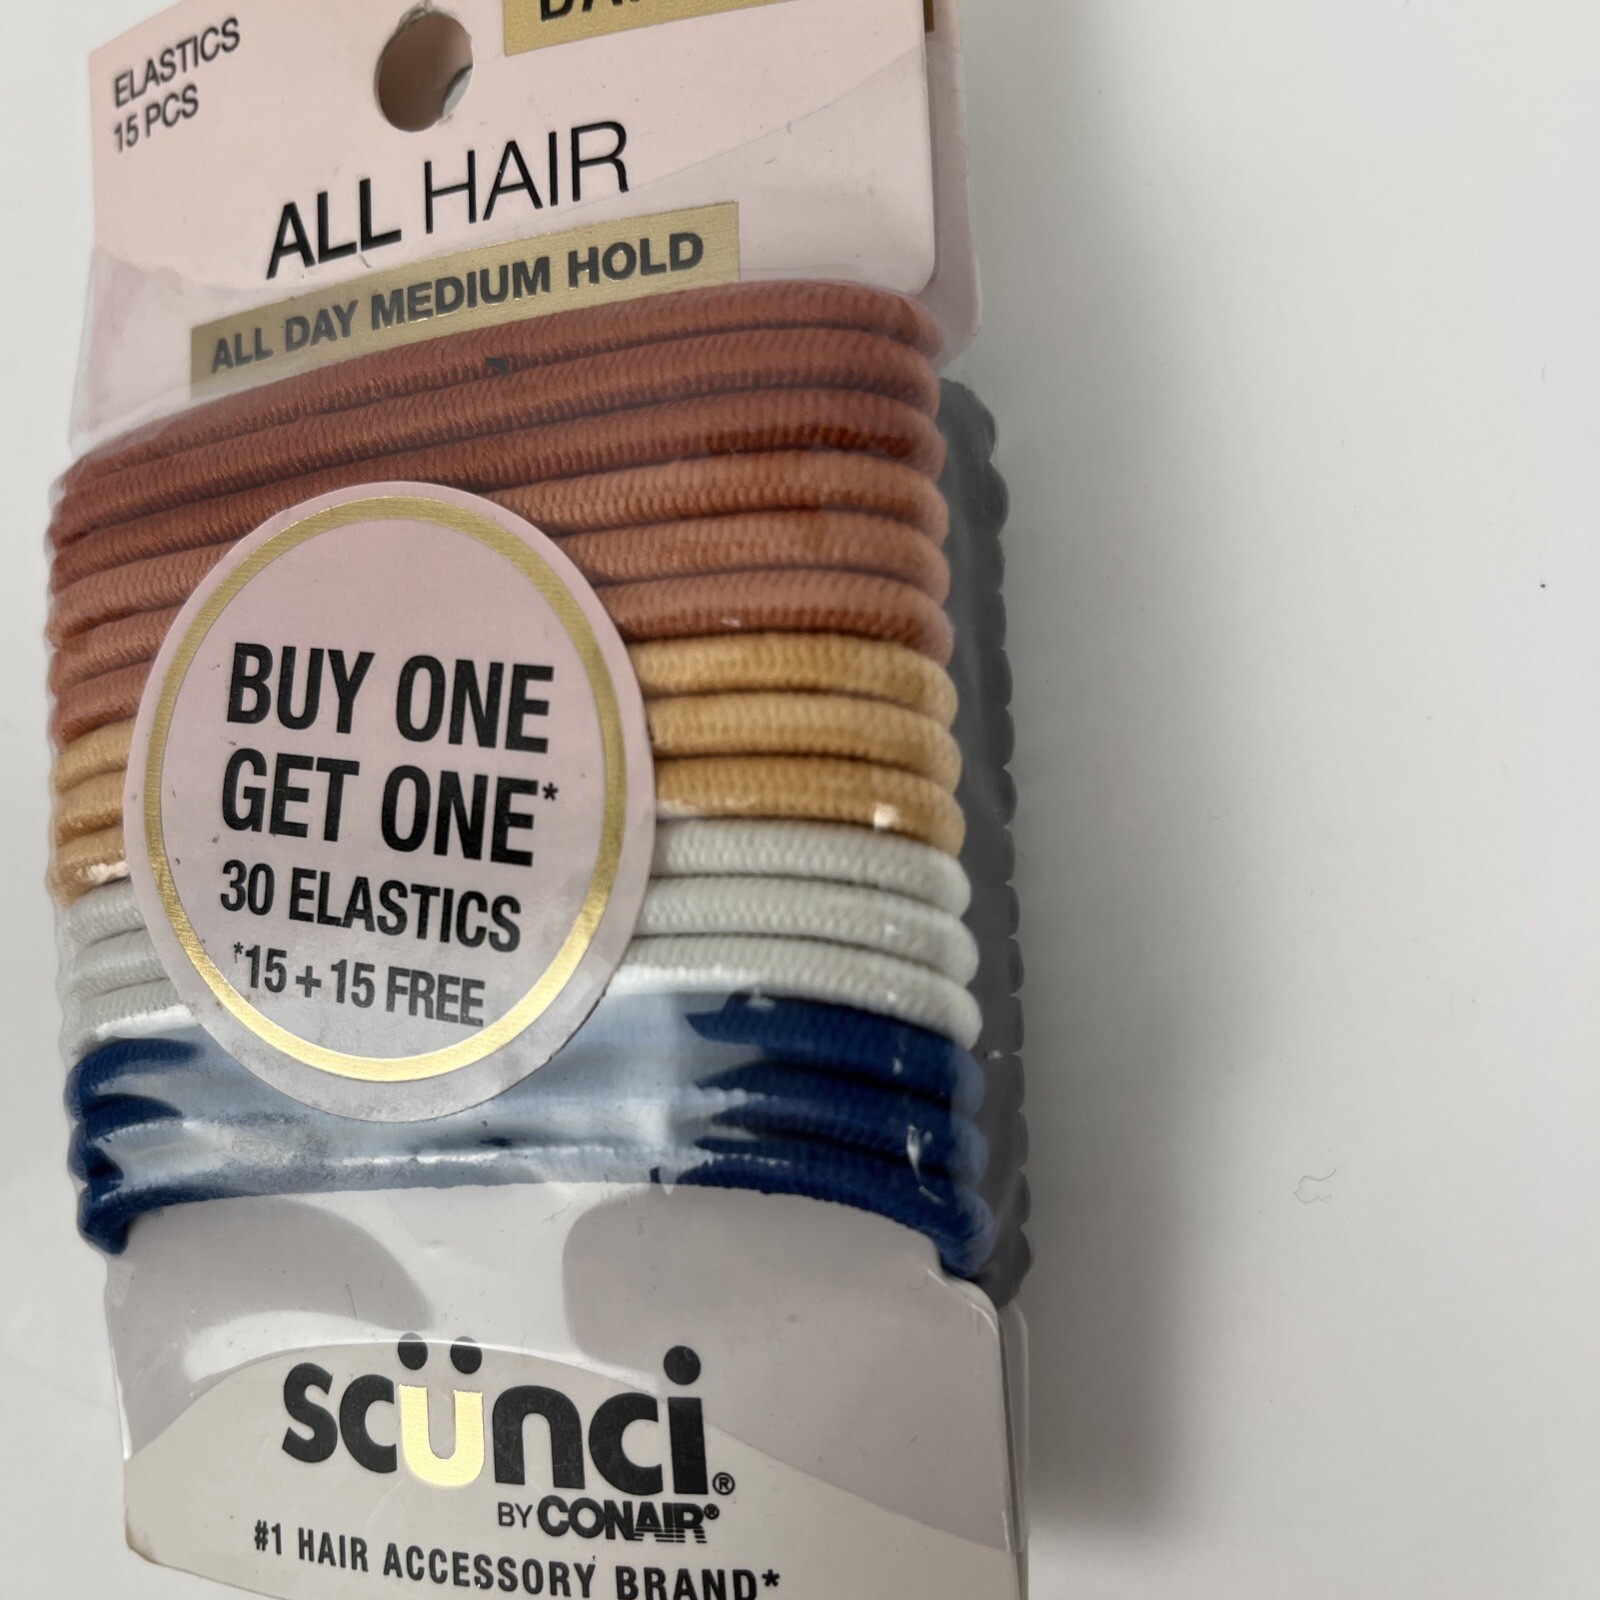 ELASTICS
15 PCS
ALL HAIR
ALL DAY MEDIUM HOLD
BUY ONE
GET ONE*
30 ELASTICS
*15 + 15 FREE
scünci®
BY CONAIR®
#1 HAIR ACCESSORY BRAND*